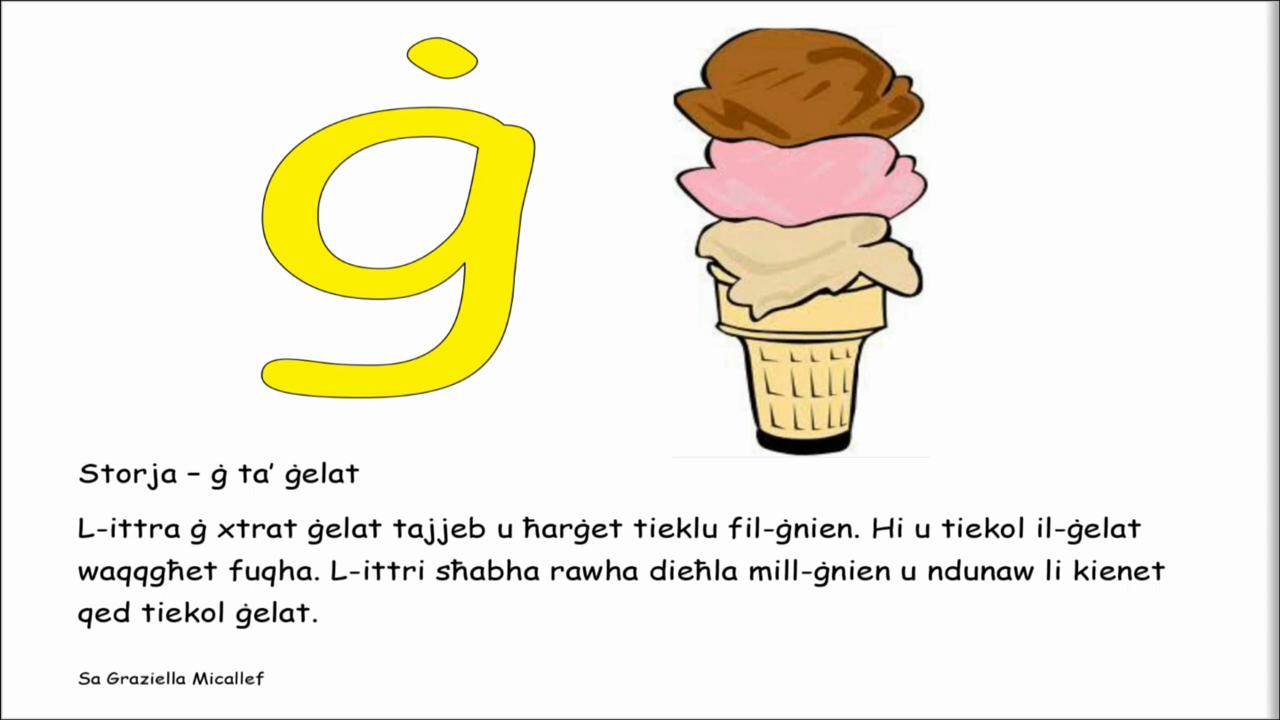 ġ
Storja – ġ ta’ ġelat
L-ittra ġ xtrat ġelat tajjeb u ħarġet tieklu fil-ġnien. Hi u tiekol il-ġelat
waqqgħet fuqha. L-ittri sħabha rawha dieħla mill-ġnien u ndunaw li kienet
qed tiekol ġelat.
Sa Graziella Micallef